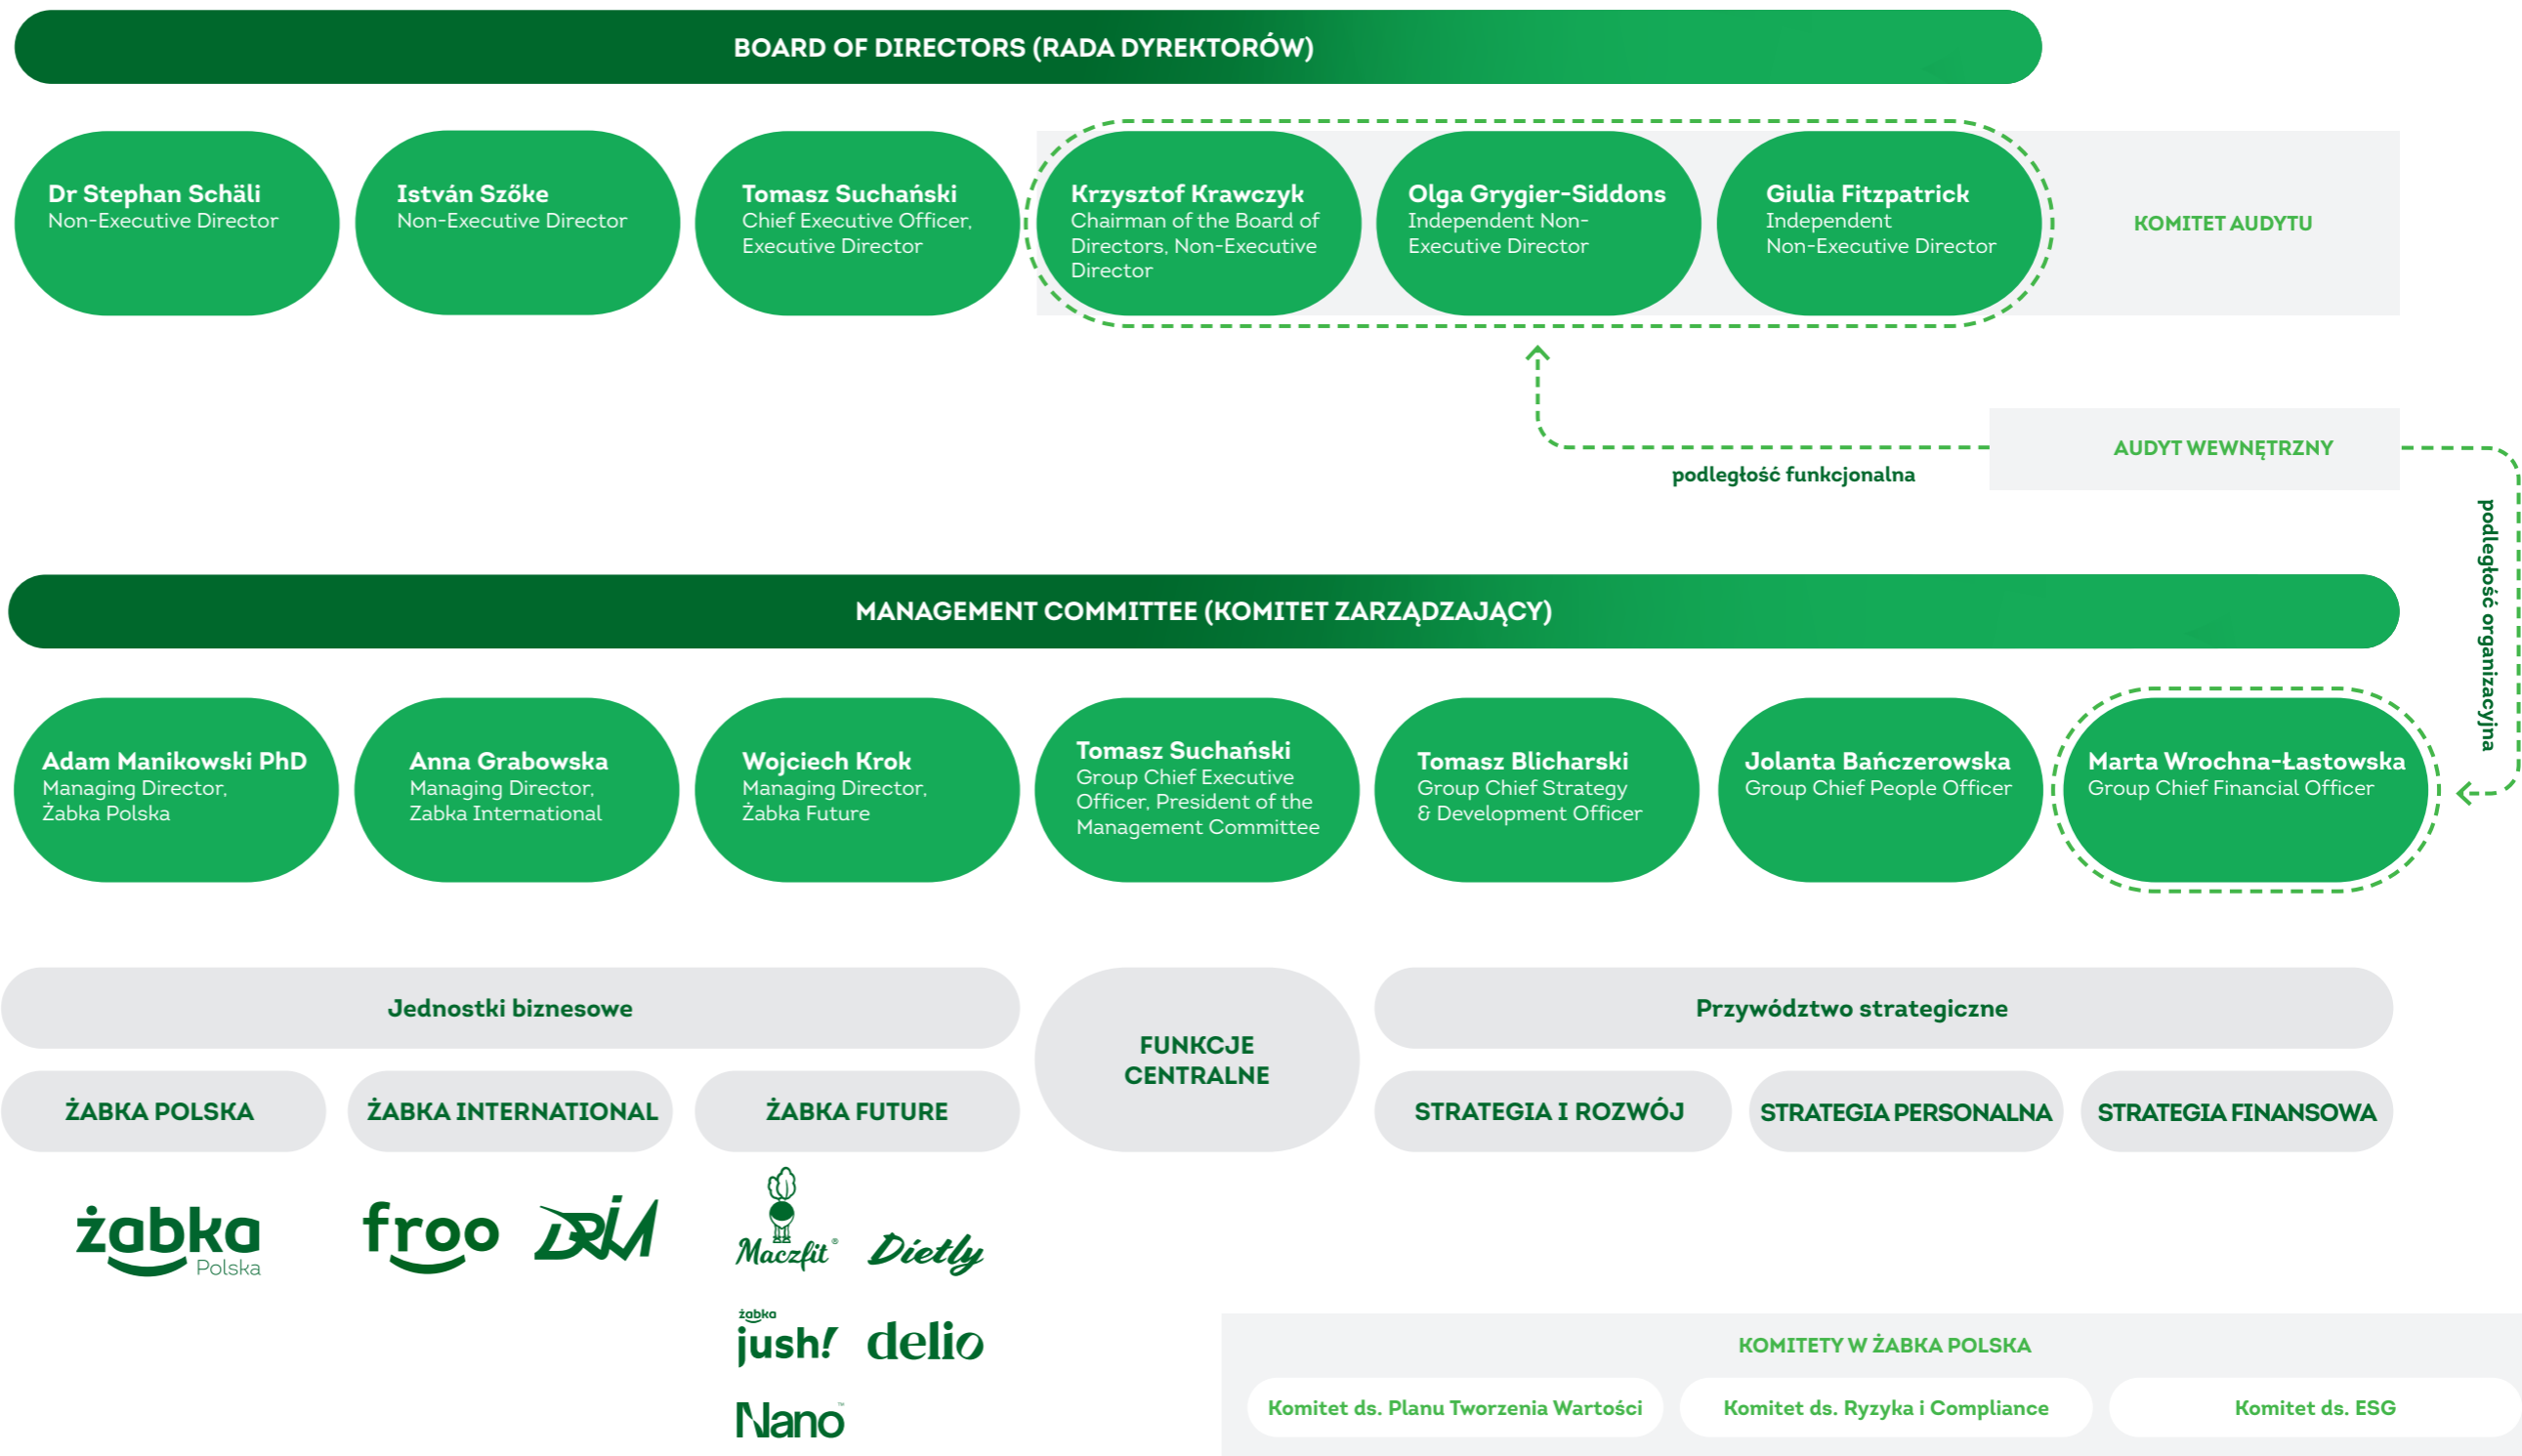 BOARD OF DIRECTORS (RADA DYREKTORÓW)
Dr Stephan Schäli
Non-Executive Director
István Szőke
Non-Executive Director
Tomasz Suchański
Chief Executive Officer,
Executive Director
Krzysztof Krawczyk
Chairman of the Board of
Directors, Non-Executive
Director
Olga Grygier-Siddons
Independent Non-
Executive Director
Giulia Fitzpatrick
Independent
Non-Executive Director
KOMITET AUDYTU
AUDYT WEWNĘTRZNY
podległość funkcjonalna
podległość organizacyjna
MANAGEMENT COMMITTEE (KOMITET ZARZĄDZAJĄCY)
Adam Manikowski PhD
Managing Director,
Żabka Polska
Anna Grabowska
Managing Director,
Zabka International
Wojciech Krok
Managing Director,
Żabka Future
Tomasz Suchański
Group Chief Executive
Officer, President of the
Management Committee
Tomasz Blicharski
Group Chief Strategy
& Development Officer
Jolanta Bańczerowska
Group Chief People Officer
Marta Wrochna-Łastowska
Group Chief Financial Officer
Jednostki biznesowe
FUNKCJE
CENTRALNE
Przywództwo strategiczne
ŻABKA POLSKA
ŻABKA INTERNATIONAL
ŻABKA FUTURE
STRATEGIA I ROZWÓJ
STRATEGIA PERSONALNA
STRATEGIA FINANSOWA
żabka
Polska
froo
DRIM
Maczfit®
Dietly
żabka
jush!
delio
Nano™
KOMITETY W ŻABKA POLSKA
Komitet ds. Planu Tworzenia Wartości
Komitet ds. Ryzyka i Compliance
Komitet ds. ESG